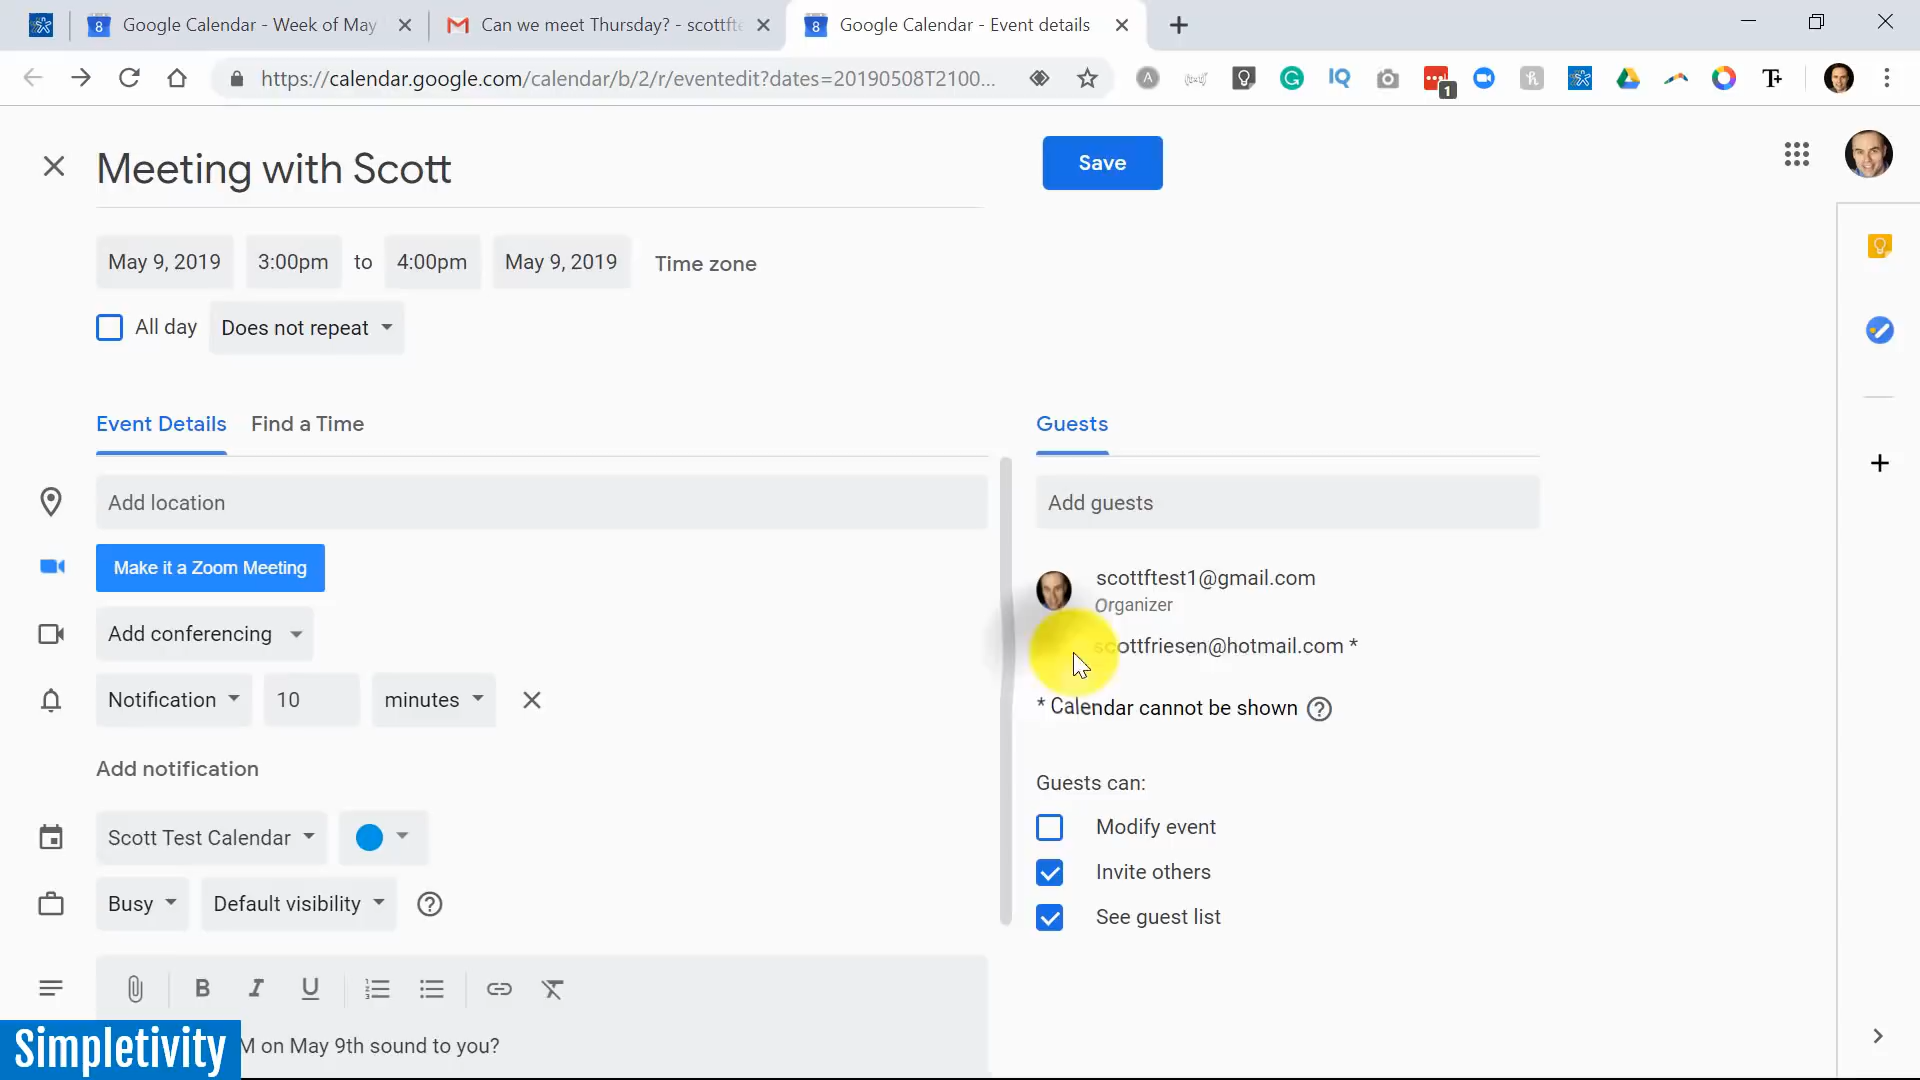 Google Calendar - Week of May
Can we meet Thursday? - scottft
Google Calendar - Event details
https://calendar.google.com/calendar/b/2/r/eventedit?dates=20190508T2100...
Meeting with Scott
Save
May 9, 2019 3:00pm to 4:00pm May 9, 2019 Time zone
All day Does not repeat
Event Details Find a Time
Guests
Add location
Add guests
Make it a Zoom Meeting
scottftest1@gmail.com
Organizer
Add conferencing
scottfriesen@hotmail.com *
Notification 10 minutes
* Calendar cannot be shown
Add notification
Guests can:
Scott Test Calendar
Modify event
Invite others
Busy Default visibility
See guest list
M on May 9th sound to you?
Simpletivity